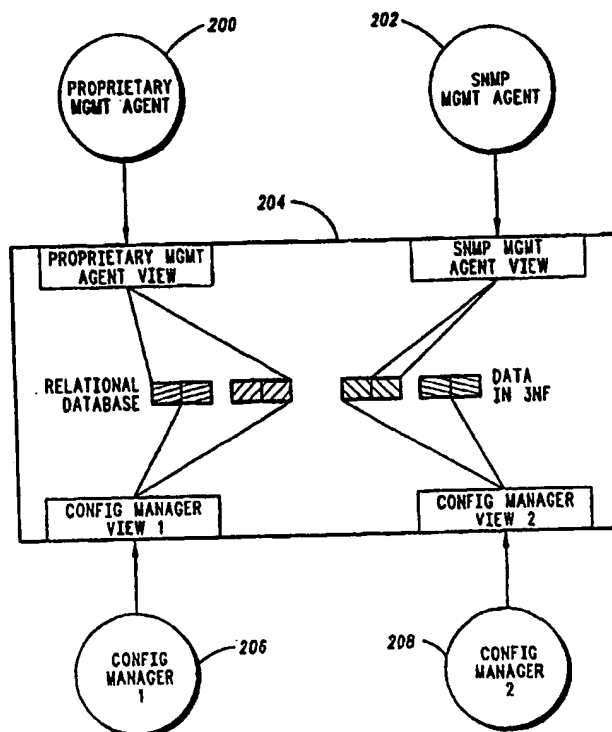 200
202
PROPRIETARY
MGMT AGENT
SNMP
MGMT AGENT
204
PROPRIETARY MGMT
AGENT VIEW
SNMP MGMT
AGENT VIEW
RELATIONAL
DATABASE
DATA
IN 3NF
CONFIG MANAGER
VIEW 1
CONFIG MANAGER
VIEW 2
206
208
CONFIG
MANAGER
1
CONFIG
MANAGER
2